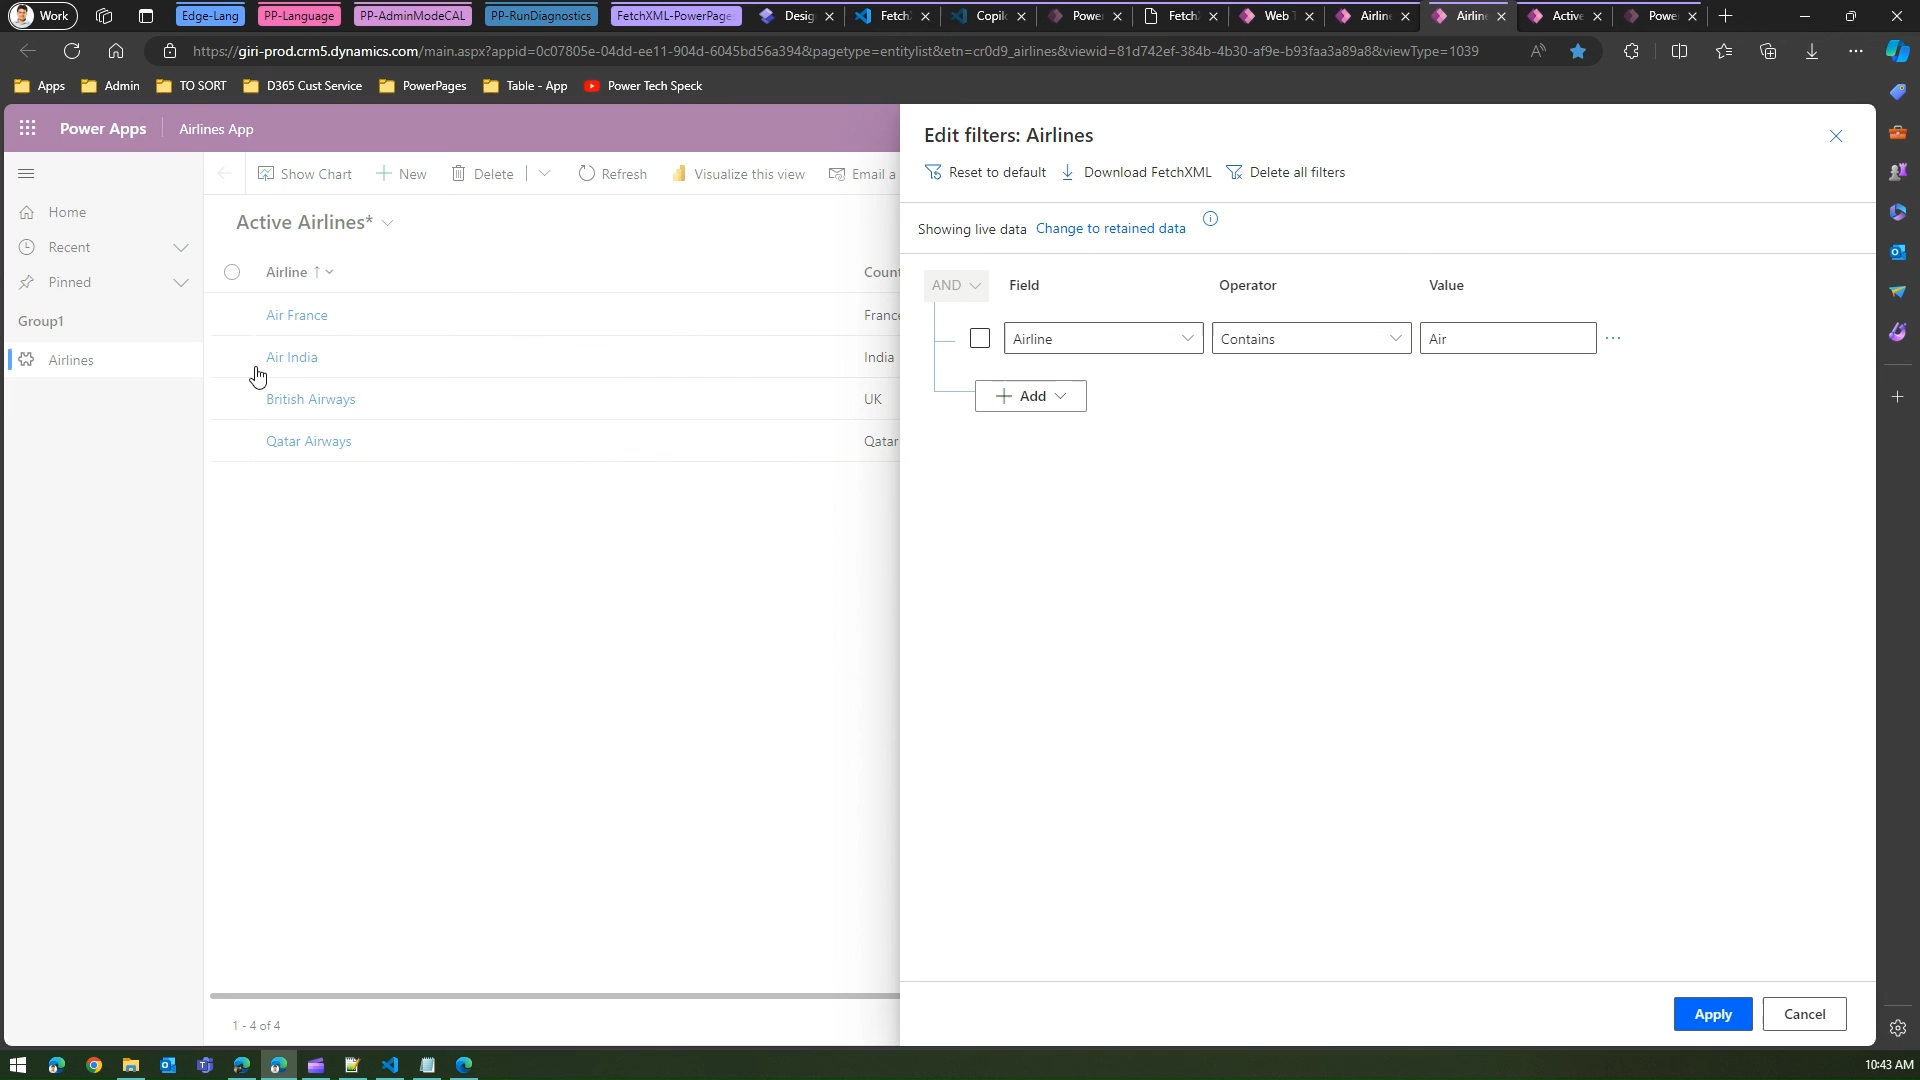 Work
Edge-Lang
PP-Language
PP-AdminModeCAL
PP-RunDiagnostics
FetchXML-PowerPage
Desig
Fetch
Copil
Power
Fetch
Web T
Airline
Airline
Active
Power
https://giri-prod.crm5.dynamics.com/main.aspx?appid=0c07805e-04dd-ee11-904d-6045bd56a394&pagetype=entitylist&etn=cr0d9_airlines&viewid=81d742ef-384b-4b30-af9e-b93faa3a89a8&viewType=1039
Apps
Admin
TO SORT
D365 Cust Service
PowerPages
Table - App
Power Tech Speck
Power Apps
Airlines App
Home
Recent
Pinned
Group1
Airlines
Show Chart
New
Delete
Refresh
Visualize this view
Email a
Active Airlines*
Airline
Count
Air France
France
Air India
India
British Airways
UK
Qatar Airways
Qatar
1 - 4 of 4
Edit filters: Airlines
Reset to default
Download FetchXML
Delete all filters
Showing live data Change to retained data
AND
Field
Operator
Value
Airline
Contains
Air
Add
Apply
Cancel
10:43 AM